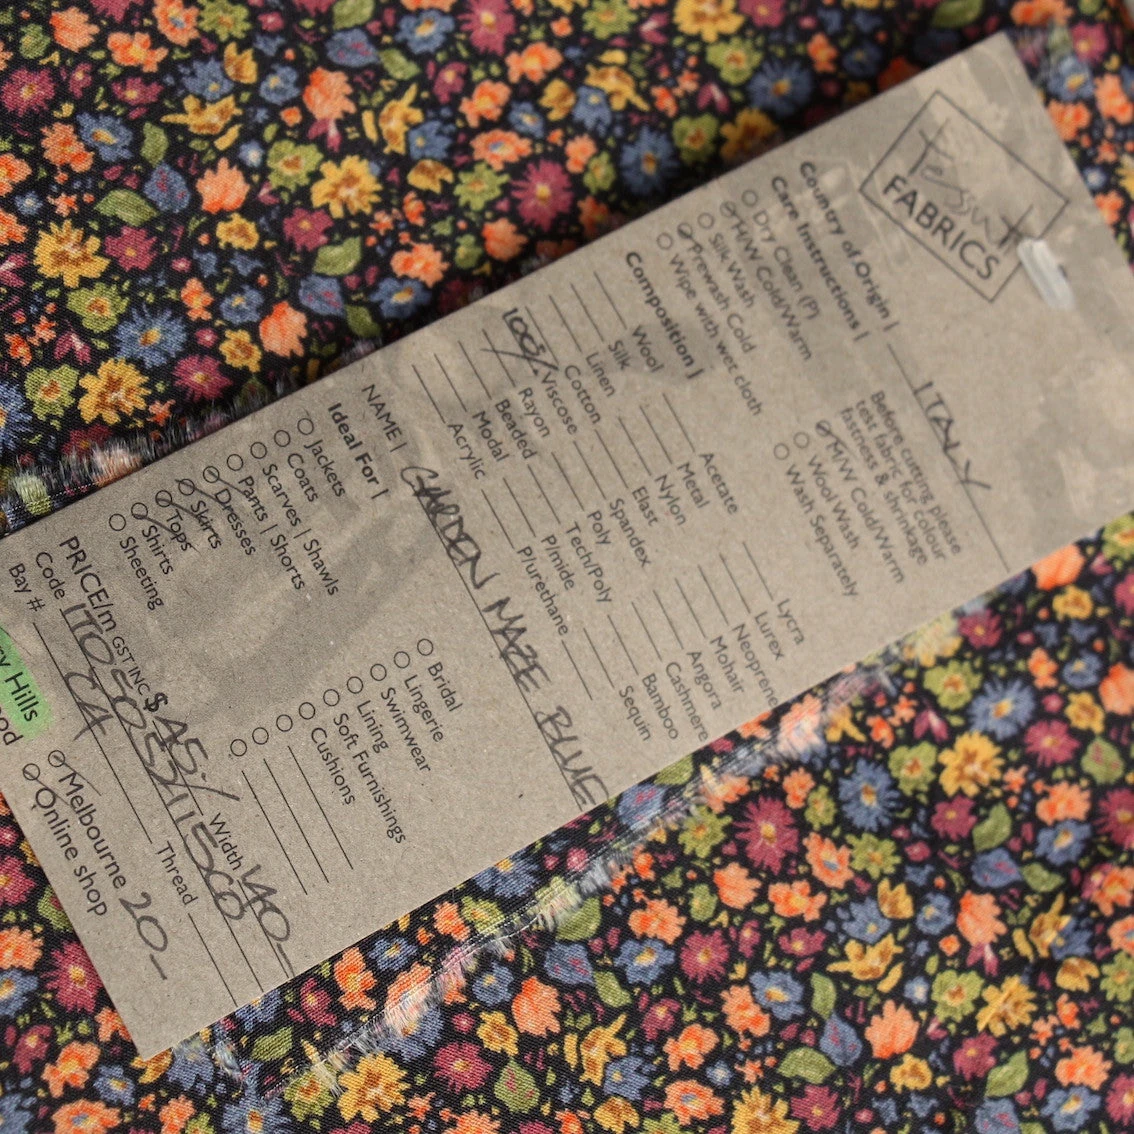 Tessuti
FABRICS
Country of Origin | ITALY
Care Instructions |
Before cutting please
test fabric for colour
fastness & shrinkage
Dry Clean (P)
H/W Cold/Warm
Silk Wash
Prewash Cold
Wipe with wet cloth
M/W Cold/Warm
Wool Wash
Wash Separately
Composition |
Wool
Silk
Linen
Cotton
100% Viscose
Rayon
Beaded
Modal
Acrylic
Acetate
Metal
Nylon
Elast
Spandex
Poly
Tech/Poly
P/mide
P/urethane
Lycra
Lurex
Neoprene
Mohair
Angora
Cashmere
Bamboo
Sequin
NAME | GARDEN MAZE BLUE
Ideal For |
Jackets
Coats
Scarves | Shawls
Pants | Shorts
Dresses
Skirts
Tops
Shirts
Sheeting
Bridal
Lingerie
Swimwear
Lining
Soft Furnishings
Cushions
PRICE/m GST INC $ 45./ Width 140
Code
Bay # CA Thread
ry Hills
Melbourne 20
ood
Online shop